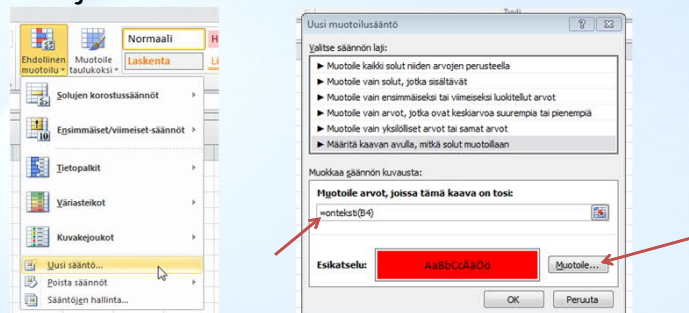 Ehdollinen muotoilu
Muotoile taulukoksi
Normaali
Laskenta
Solujen korostussäännöt
Ensimmäiset/viimeiset-säännöt
Tietopalkit
Väriasteikot
Kuvakejoukot
Uusi sääntö...
Poista säännöt
Sääntöjen hallinta...
Uusi muotoilusääntö
Valitse säännön laji:
► Muotoile kaikki solut niiden arvojen perusteella
► Muotoile vain solut, jotka sisältävät
► Muotoile vain ensimmäiseksi tai viimeiseksi luokitellut arvot
► Muotoile vain arvot, jotka ovat keskiarvoa suurempia tai pienempiä
► Muotoile vain yksilölliset arvot tai samat arvot
► Määritä kaavan avulla, mitkä solut muotoillaan
Muokkaa säännön kuvausta:
Muotoile arvot, joissa tämä kaava on tosi:
=onteksti(B4)
Esikatselu:
AaBbCcÄäÖö
Muotoile...
OK
Peruuta